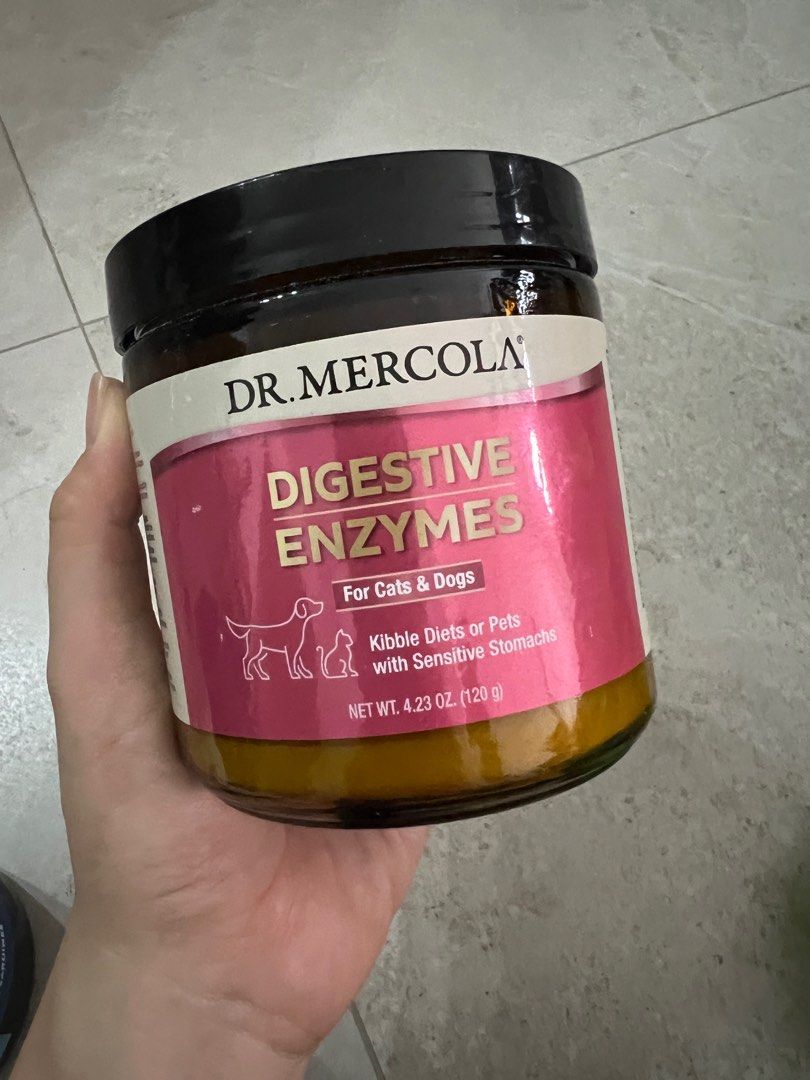 DR. MERCOLA®
DIGESTIVE
ENZYMES
For Cats & Dogs
Kibble Diets or Pets
with Sensitive Stomachs
NET WT. 4.23 OZ. (120 g)